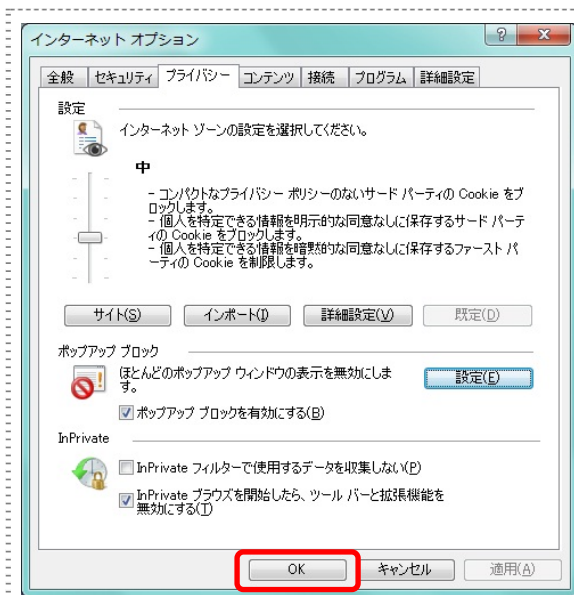 インターネット オプション
全般 セキュリティ プライバシー コンテンツ 接続 プログラム 詳細設定
設定
インターネット ゾーンの設定を選択してください。
中
- コンパクトなプライバシー ポリシーのないサード パーティの Cookie をブ
ロックします。
- 個人を特定できる情報を明示的な同意なしに保存するサード パーテ
ィの Cookie をブロックします。
- 個人を特定できる情報を暗黙的な同意なしに保存するファースト パ
ーティの Cookie を制限します。
サイト(S) インポート(I) 詳細設定(V) 既定(D)
ポップアップ ブロック
ほとんどのポップアップ ウィンドウの表示を無効にしま
す。
設定(E)
ポップアップ ブロックを有効にする(B)
InPrivate
InPrivate フィルターで使用するデータを収集しない(P)
InPrivate ブラウズを開始したら、ツール バーと拡張機能を
無効にする(T)
OK キャンセル 適用(A)